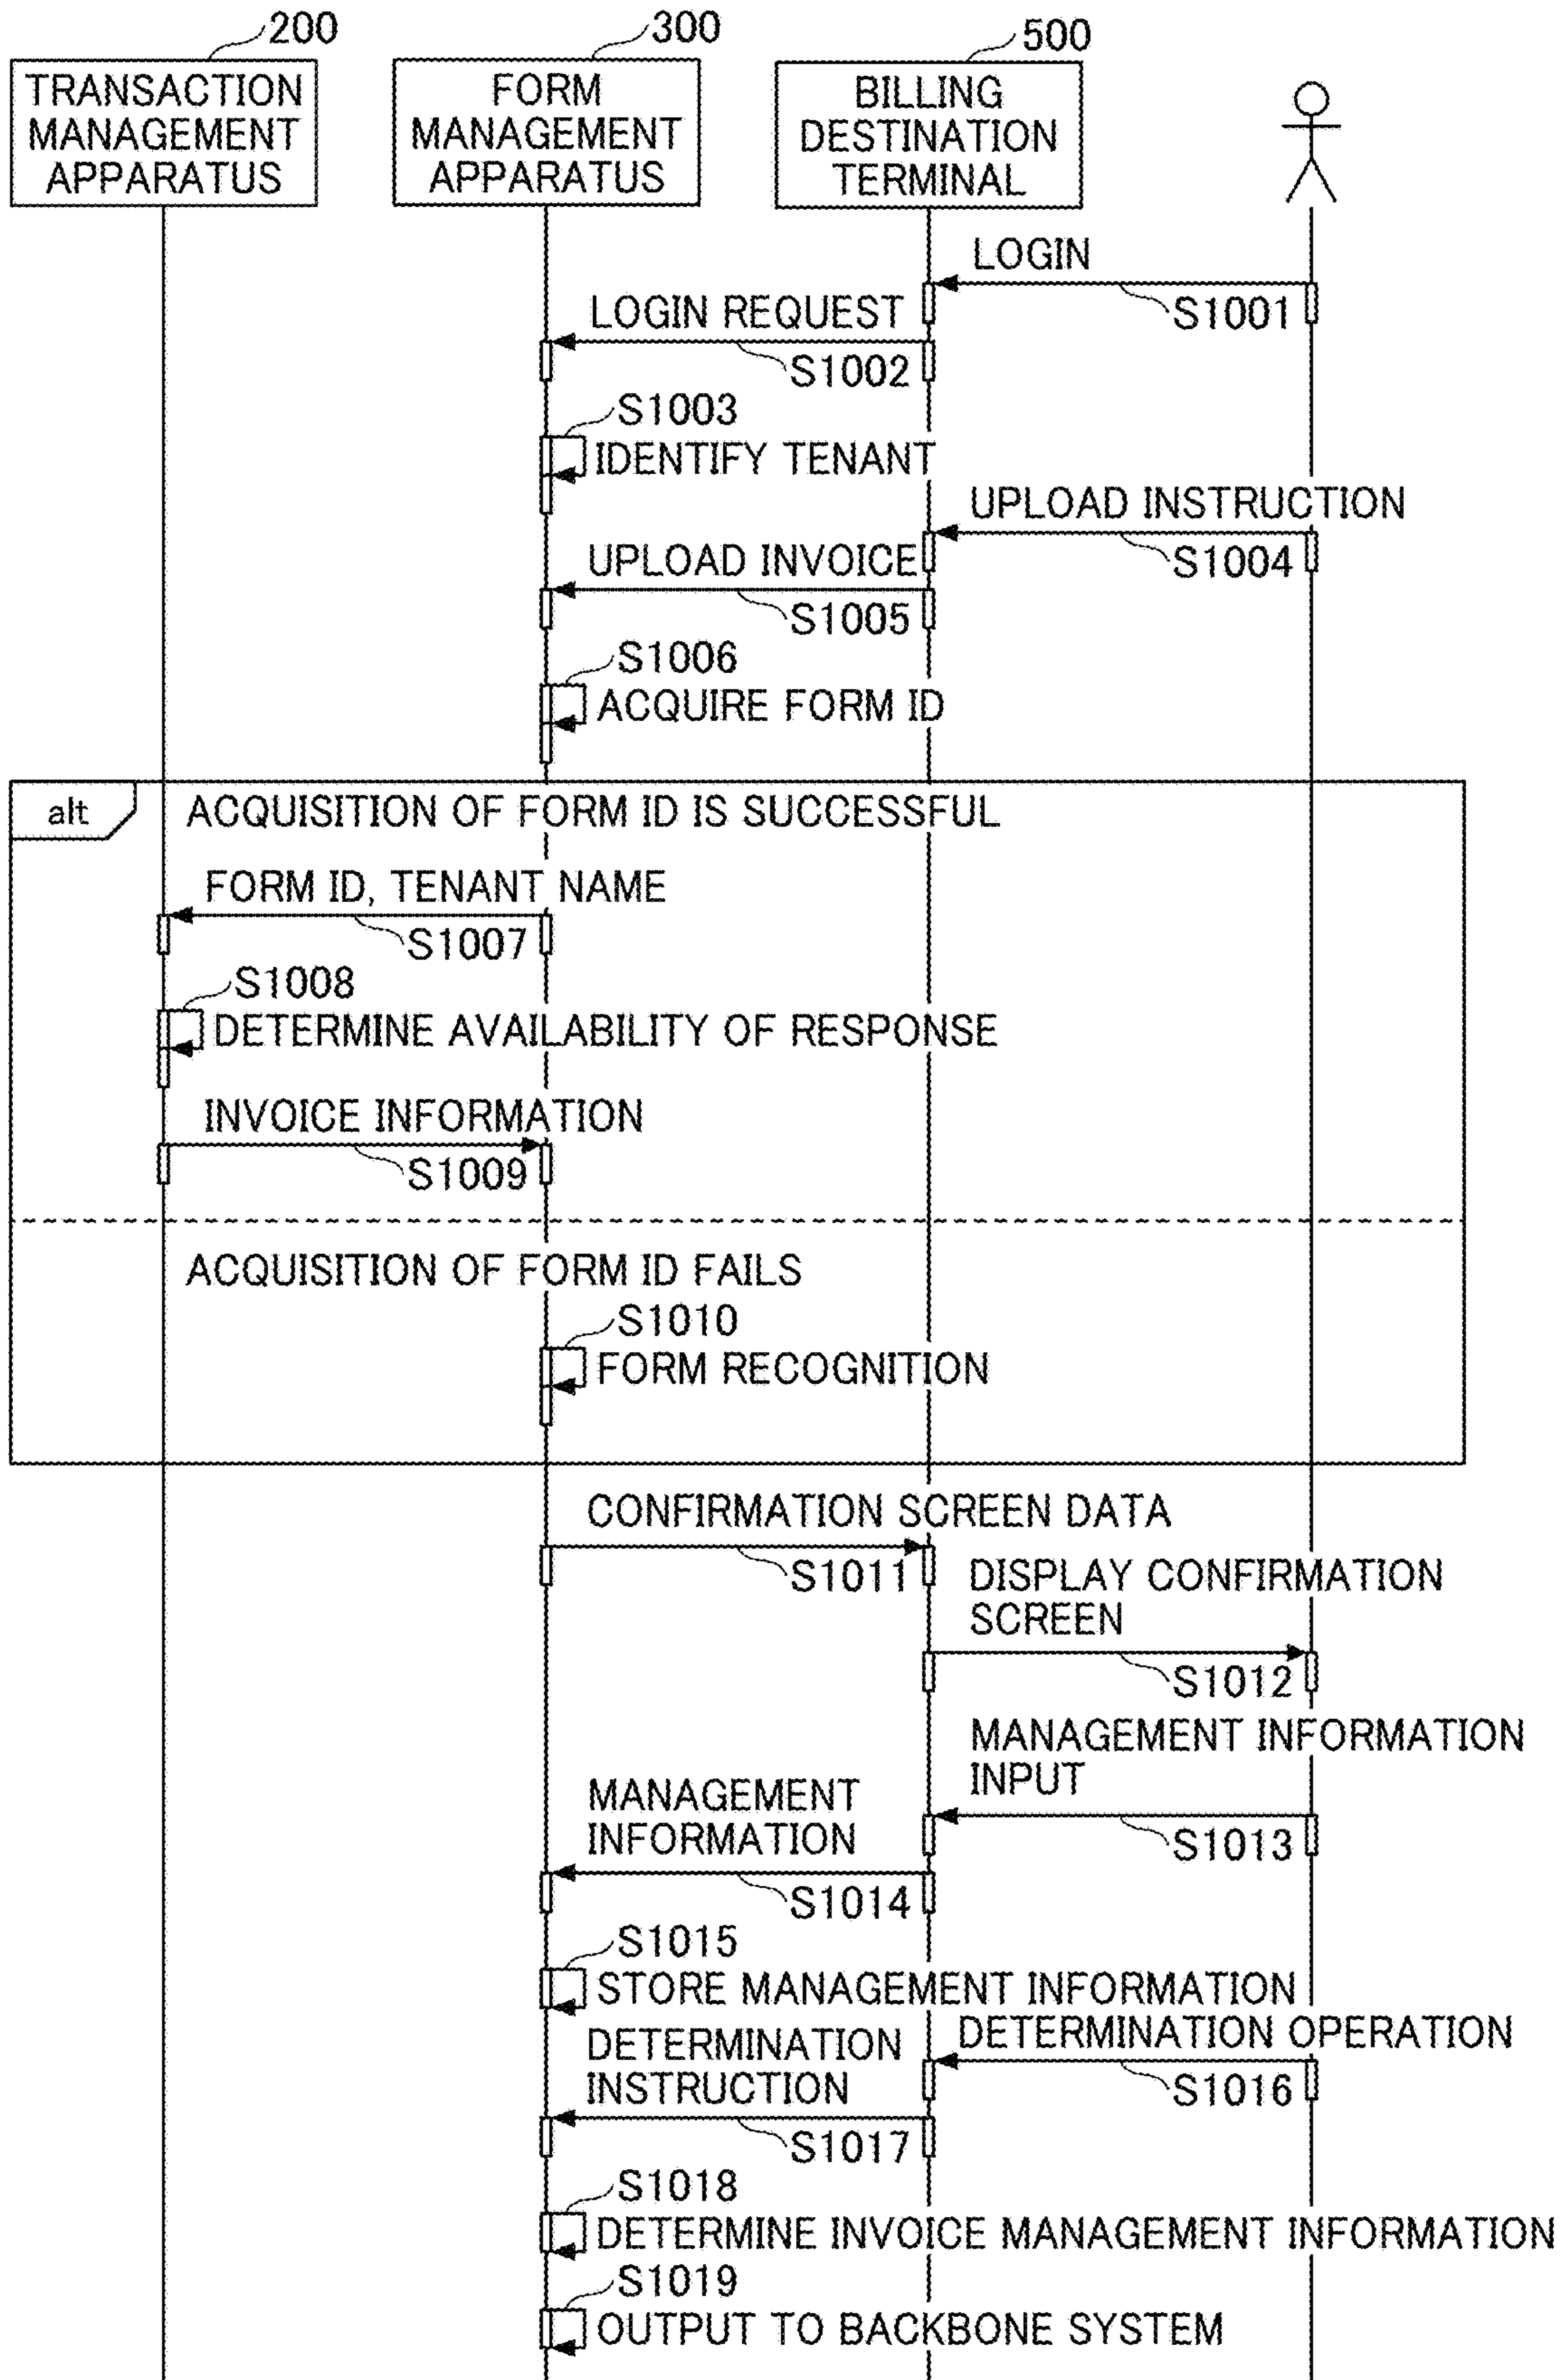 200
300
500
TRANSACTION
MANAGEMENT
APPARATUS
FORM
MANAGEMENT
APPARATUS
BILLING
DESTINATION
TERMINAL
LOGIN
S1001
LOGIN REQUEST
S1002
S1003
IDENTIFY TENANT
UPLOAD INSTRUCTION
S1004
UPLOAD INVOICE
S1005
S1006
ACQUIRE FORM ID
alt
ACQUISITION OF FORM ID IS SUCCESSFUL
FORM ID, TENANT NAME
S1007
S1008
DETERMINE AVAILABILITY OF RESPONSE
INVOICE INFORMATION
S1009
ACQUISITION OF FORM ID FAILS
S1010
FORM RECOGNITION
CONFIRMATION SCREEN DATA
S1011
DISPLAY CONFIRMATION
SCREEN
S1012
MANAGEMENT INFORMATION
INPUT
S1013
MANAGEMENT
INFORMATION
S1014
S1015
STORE MANAGEMENT INFORMATION
DETERMINATION OPERATION
S1016
DETERMINATION
INSTRUCTION
S1017
S1018
DETERMINE INVOICE MANAGEMENT INFORMATION
S1019
OUTPUT TO BACKBONE SYSTEM